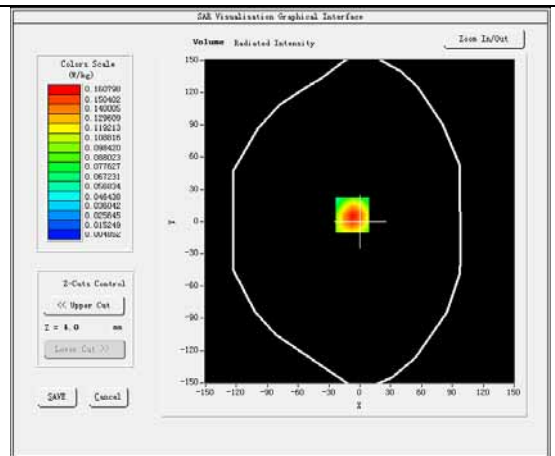 SAR Visualisation Graphical Interface
Volume Radiated Intensity
Zoom In/Out
Colors Scale
(W/kg)
0.160798
0.150402
0.140005
0.129609
0.119213
0.108816
0.098420
0.088023
0.077627
0.067231
0.056834
0.046438
0.036042
0.025645
0.015249
0.004852
Z-Cuts Control
<< Upper Cut
Z = 4.0 mm
Lower Cut >>
SAVE
Cancel
150
120
90
60
30
0
-30
-60
-90
-120
-150
Y
-150 -120 -90 -60 -30 0 30 60 90 120 150
X